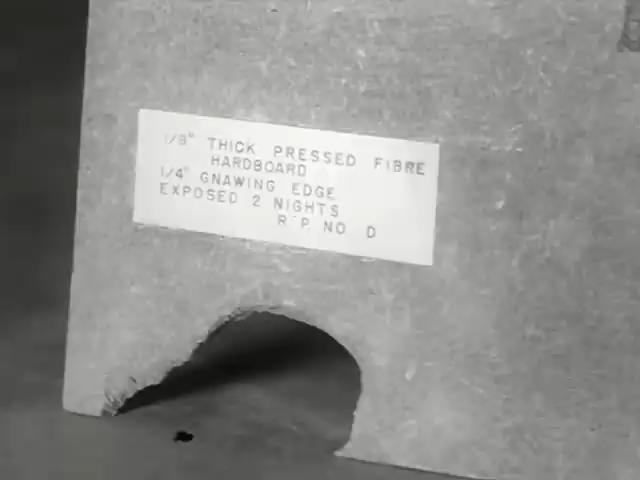 1/8" THICK PRESSED FIBRE
HARDBOARD
1/4" GNAWING EDGE
EXPOSED 2 NIGHTS
R P. NO D